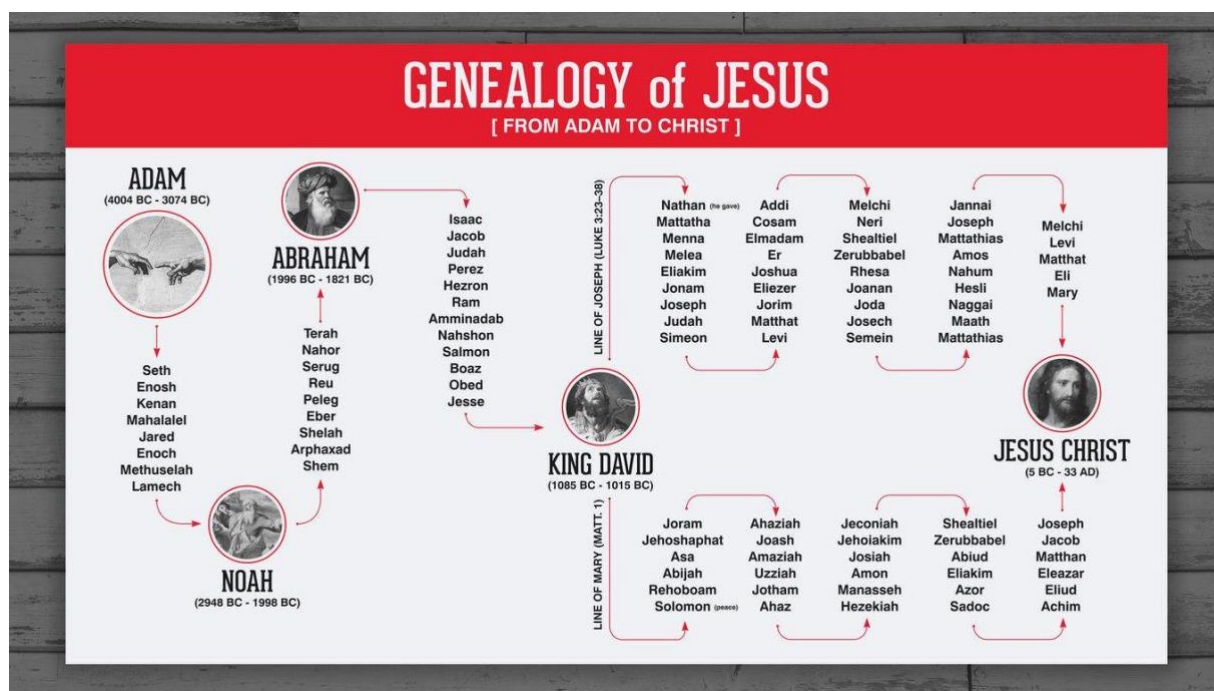 GENEALOGY of JESUS
[ FROM ADAM TO CHRIST ]
ADAM
(4004 BC - 3074 BC)
Seth
Enosh
Kenan
Mahalalel
Jared
Enoch
Methuselah
Lamech
NOAH
(2948 BC - 1998 BC)
Terah
Nahor
Serug
Reu
Peleg
Eber
Shelah
Arphaxad
Shem
ABRAHAM
(1996 BC - 1821 BC)
Isaac
Jacob
Judah
Perez
Hezron
Ram
Amminadab
Nahshon
Salmon
Boaz
Obed
Jesse
KING DAVID
(1085 BC - 1015 BC)
LINE OF JOSEPH (LUKE 3:23–38)
Nathan (he gave)
Mattatha
Menna
Melea
Eliakim
Jonam
Joseph
Judah
Simeon
Addi
Cosam
Elmadam
Er
Joshua
Eliezer
Jorim
Matthat
Levi
Melchi
Neri
Shealtiel
Zerubbabel
Rhesa
Joanan
Joda
Josech
Semein
Jannai
Joseph
Mattathias
Amos
Nahum
Hesli
Naggai
Maath
Mattathias
Melchi
Levi
Matthat
Eli
Mary
LINE OF MARY (MATT. 1)
Joram
Jehoshaphat
Asa
Abijah
Rehoboam
Solomon (peace)
Ahaziah
Joash
Amaziah
Uzziah
Jotham
Ahaz
Jeconiah
Jehoiakim
Josiah
Amon
Manasseh
Hezekiah
Shealtiel
Zerubbabel
Abiud
Eliakim
Azor
Sadoc
Joseph
Jacob
Matthan
Eleazar
Eliud
Achim
JESUS CHRIST
(5 BC - 33 AD)